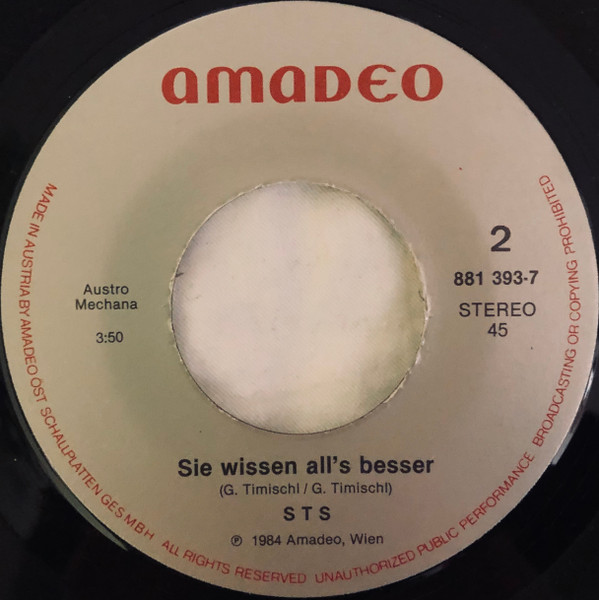 amaDEO
2
881 393-7
STEREO
45
Austro
Mechana
3:50
Sie wissen all's besser
(G. Timischl / G. Timischl)
STS
℗ 1984 Amadeo, Wien
MADE IN AUSTRIA BY AMADEO ÖST. SCHALLPLATTEN GES.M.B.H ALL RIGHTS RESERVED UNAUTHORIZED PUBLIC PERFORMANCE BROADCASTING OR COPYING PROHIBITED